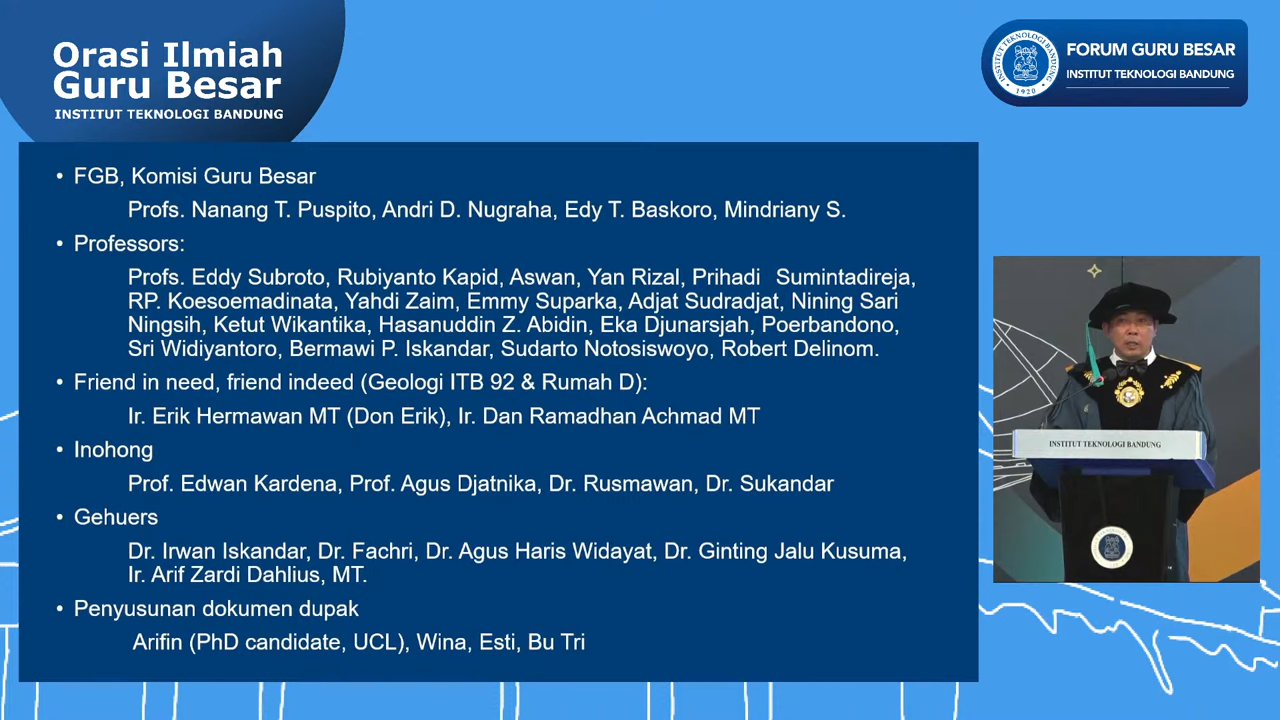 Orasi Ilmiah
Guru Besar
INSTITUT TEKNOLOGI BANDUNG
INSTITUT TEKNOLOGI BANDUNG
1920
FORUM GURU BESAR
INSTITUT TEKNOLOGI BANDUNG
• FGB, Komisi Guru Besar
Profs. Nanang T. Puspito, Andri D. Nugraha, Edy T. Baskoro, Mindriany S.
• Professors:
Profs. Eddy Subroto, Rubiyanto Kapid, Aswan, Yan Rizal, Prihadi Sumintadireja,
RP. Koesoemadinata, Yahdi Zaim, Emmy Suparka, Adjat Sudradjat, Nining Sari
Ningsih, Ketut Wikantika, Hasanuddin Z. Abidin, Eka Djunarsjah, Poerbandono,
Sri Widiyantoro, Bermawi P. Iskandar, Sudarto Notosiswoyo, Robert Delinom.
• Friend in need, friend indeed (Geologi ITB 92 & Rumah D):
Ir. Erik Hermawan MT (Don Erik), Ir. Dan Ramadhan Achmad MT
• Inohong
Prof. Edwan Kardena, Prof. Agus Djatnika, Dr. Rusmawan, Dr. Sukandar
• Gehuers
Dr. Irwan Iskandar, Dr. Fachri, Dr. Agus Haris Widayat, Dr. Ginting Jalu Kusuma,
Ir. Arif Zardi Dahlius, MT.
• Penyusunan dokumen dupak
Arifin (PhD candidate, UCL), Wina, Esti, Bu Tri
INSTITUT TEKNOLOGI BANDUNG